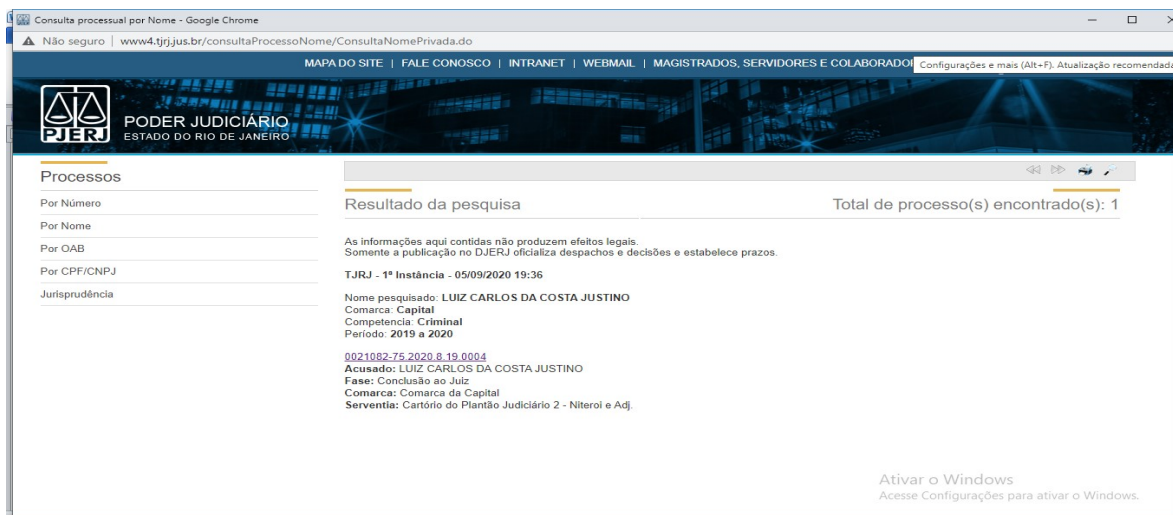 Consulta processual por Nome - Google Chrome
Não seguro | www4.tjrj.jus.br/consultaProcessoNome/ConsultaNomePrivada.do
MAPA DO SITE | FALE CONOSCO | INTRANET | WEBMAIL | MAGISTRADOS, SERVIDORES E COLABORADO
Configurações e mais (Alt+F). Atualização recomendada
PJERJ
PODER JUDICIÁRIO
ESTADO DO RIO DE JANEIRO
Processos
Por Número
Por Nome
Por OAB
Por CPF/CNPJ
Jurisprudência
Resultado da pesquisa
Total de processo(s) encontrado(s): 1
As informações aqui contidas não produzem efeitos legais.
Somente a publicação no DJERJ oficializa despachos e decisões e estabelece prazos.
TJRJ - 1ª Instância - 05/09/2020 19:36
Nome pesquisado: LUIZ CARLOS DA COSTA JUSTINO
Comarca: Capital
Competencia: Criminal
Período: 2019 a 2020
0021082-75.2020.8.19.0004
Acusado: LUIZ CARLOS DA COSTA JUSTINO
Fase: Conclusão ao Juiz
Comarca: Comarca da Capital
Serventia: Cartório do Plantão Judiciário 2 - Niteroi e Adj.
Ativar o Windows
Acesse Configurações para ativar o Windows.